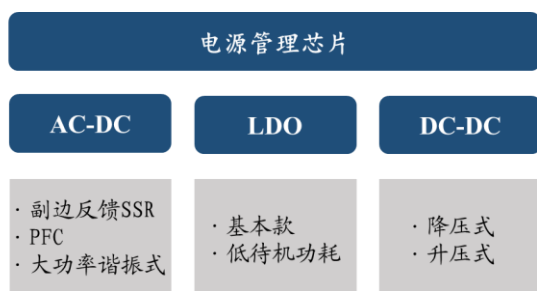 电源管理芯片
AC-DC
LDO
DC-DC
· 副边反馈SSR
· PFC
· 大功率谐振式
· 基本款
· 低待机功耗
· 降压式
· 升压式